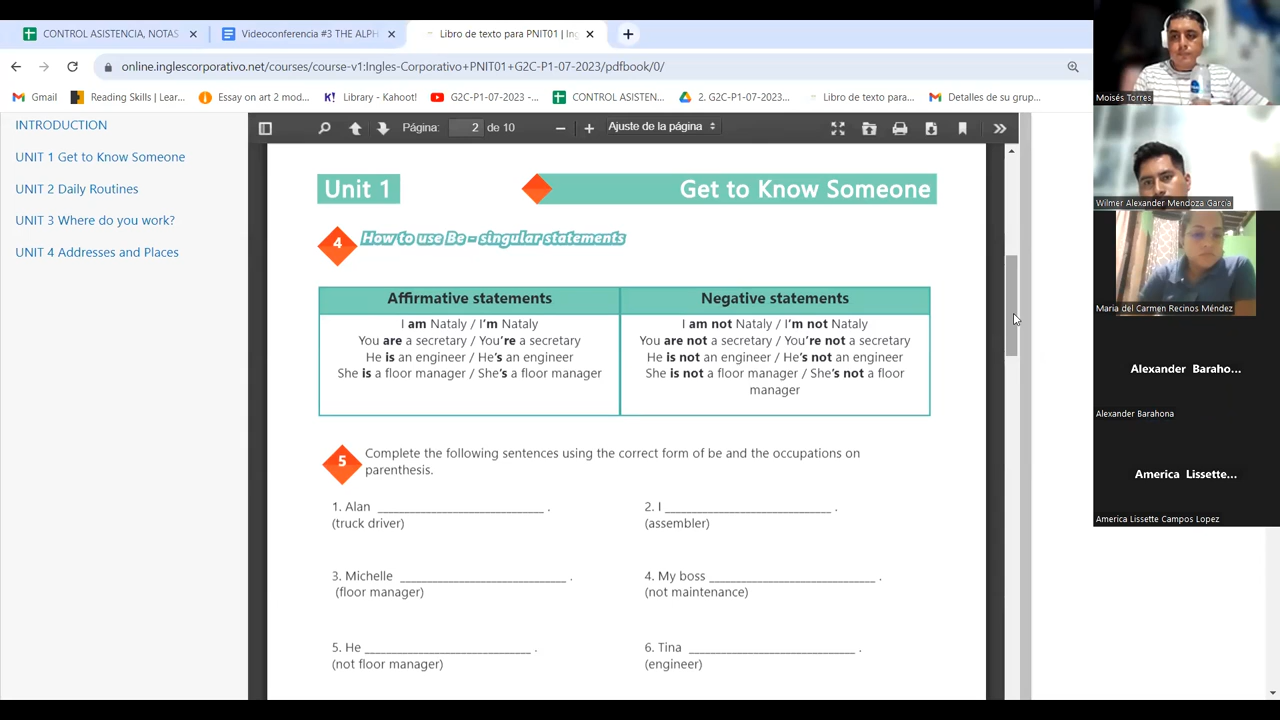 CONTROL ASISTENCIA, NOTAS
Videoconferencia #3 THE ALPH
Libro de texto para PNIT01 | Ing
online.inglescorporativo.net/courses/course-v1:Ingles-Corporativo+PNIT01+G2C-P1-07-2023/pdfbook/0/
Gmail
Reading Skills | Lear...
Essay on art 2 mod...
Library - Kahoot!
CONTROL ASISTEN...
2. G2C-P1-07-2023...
Libro de texto para...
Detalles de su grup...
INTRODUCTION
UNIT 1 Get to Know Someone
UNIT 2 Daily Routines
UNIT 3 Where do you work?
UNIT 4 Addresses and Places
Página: 2 de 10
Ajuste de la página
Unit 1
Get to Know Someone
4 How to use Be - singular statements
Affirmative statements
I am Nataly / I'm Nataly
You are a secretary / You're a secretary
He is an engineer / He's an engineer
She is a floor manager / She's a floor manager
Negative statements
I am not Nataly / I'm not Nataly
You are not a secretary / You're not a secretary
He is not an engineer / He's not an engineer
She is not a floor manager / She's not a floor
manager
5 Complete the following sentences using the correct form of be and the occupations on
parenthesis.
1. Alan ________________________ .
(truck driver)
2. I ________________________ .
(assembler)
3. Michelle ________________________ .
(floor manager)
4. My boss ________________________ .
(not maintenance)
5. He ________________________ .
(not floor manager)
6. Tina ________________________ .
(engineer)
Moisés Torres
Wilmer Alexander Mendoza Garcia
Maria del Carmen Recinos Méndez
Alexander Baraho...
Alexander Barahona
America Lissette...
America Lissette Campos Lopez